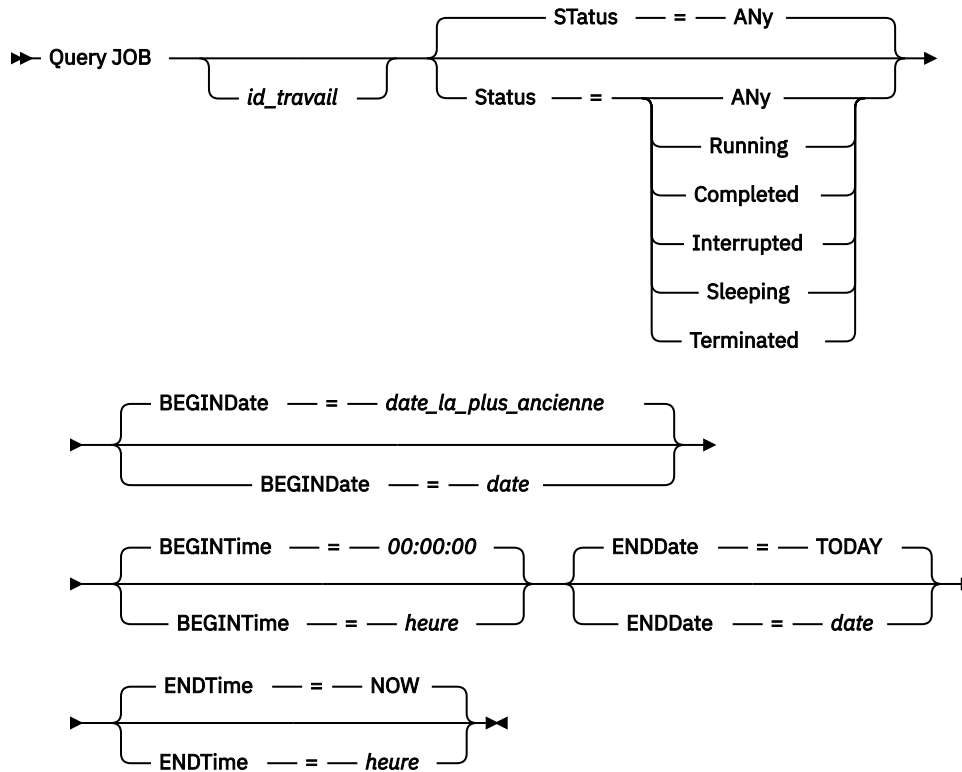 STatus = ANy
Query JOB
id_travail
Status = ANy
Running
Completed
Interrupted
Sleeping
Terminated
BEGINDate = date_la_plus_ancienne
BEGINDate = date
BEGINTime = 00:00:00 ENDDate = TODAY
BEGINTime = heure ENDDate = date
ENDTime = NOW
ENDTime = heure